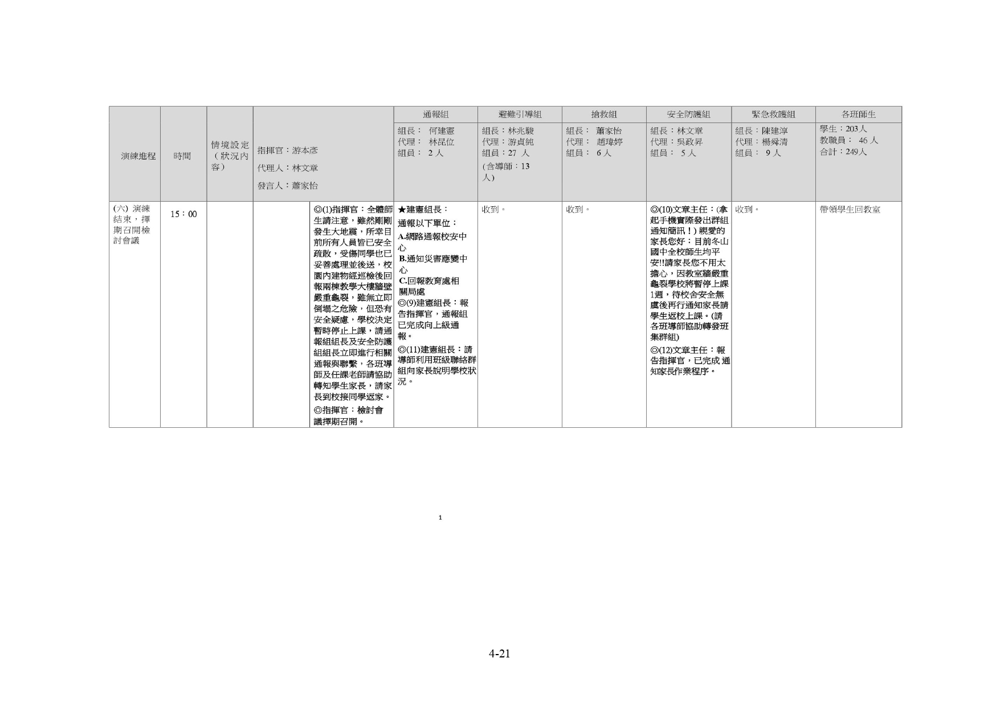 演練進程
時間
情境設定
（狀況內
容）
指揮官：游本彥
代理人：林文章
發言人：蕭家怡
通報組
組長： 何建憲
代理： 林昆位
組員： 2 人
避難引導組
組長：林兆駿
代理：游貞純
組員：27 人
(含導師：13
人)
搶救組
組長： 蕭家怡
代理： 趙瑋婷
組員： 6 人
安全防護組
組長：林文章
代理：吳政昇
組員： 5 人
緊急救護組
組長：陳建淳
代理：楊舜清
組員： 9 人
各班師生
學生：203人
教職員： 46 人
合計：249人
(六) 演練
結束，擇
期召開檢
討會議
15：00
◎(1)指揮官：全體師
生請注意，雖然剛剛
發生大地震，所幸目
前所有人員皆已安全
疏散，受傷同學也已
妥善處理並後送，校
園內建物經巡檢後回
報兩棟教學大樓牆壁
嚴重龜裂，雖無立即
倒塌之危險，但恐有
安全疑慮，學校決定
暫時停止上課，請通
報組組長及安全防護
組組長立即進行相關
通報與聯繫，各班導
師及任課老師請協助
轉知學生家長，請家
長到校接同學返家。
◎指揮官：檢討會
議擇期召開。
★建憲組長：
通報以下單位：
A.網路通報校安中
心
B.通知災害應變中
心
C.回報教育處相
關局處
◎(9)建憲組長：報
告指揮官，通報組
已完成向上級通
報。
◎(11)建憲組長：請
導師利用班級聯絡群
組向家長說明學校狀
況。
收到。
收到。
◎(10)文章主任：(拿
起手機實際發出群組
通知簡訊！) 親愛的
家長您好：目前冬山
國中全校師生均平
安!!請家長您不用太
擔心，因教室牆嚴重
龜裂學校將暫停上課
1週，待校舍安全無
虞後再行通知家長請
學生返校上課。(請
各班導師協助轉發班
集群組)
◎(12)文章主任：報
告指揮官，已完成 通
知家長作業程序。
收到。
帶領學生回教室
1
4-21